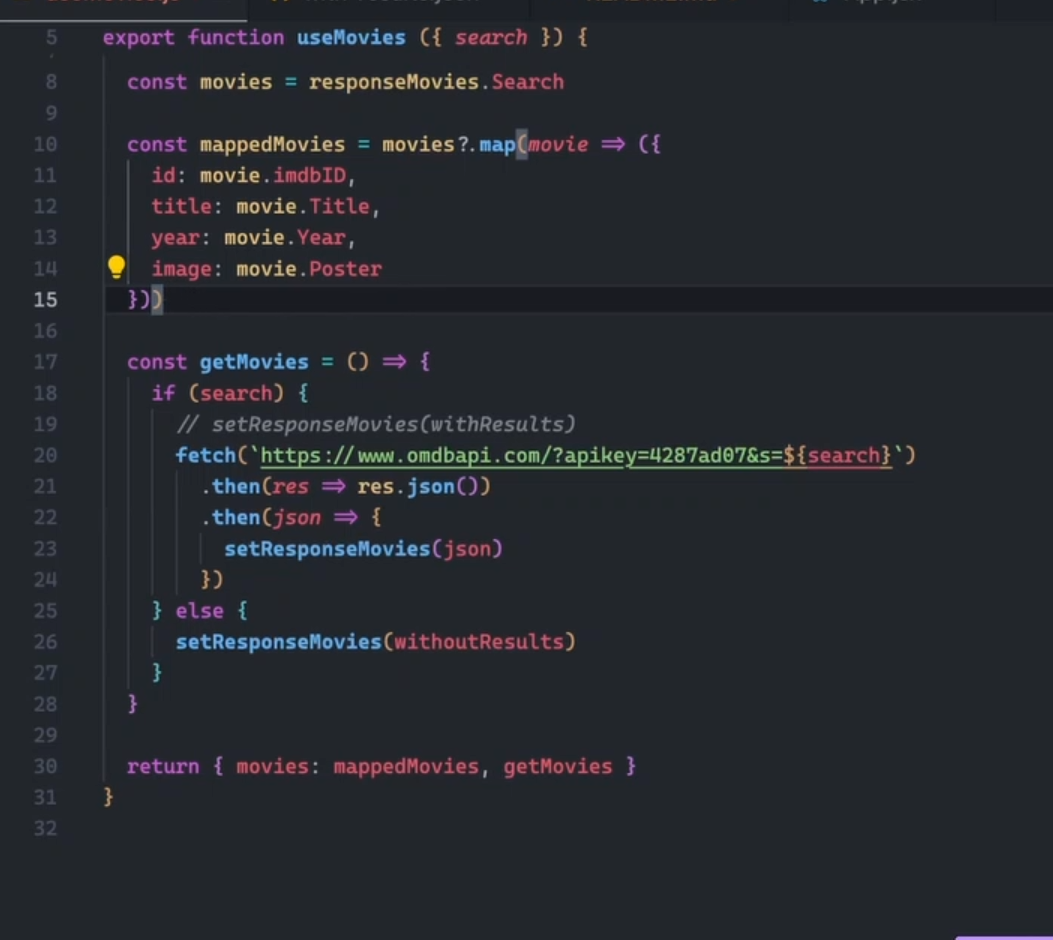 5 export function useMovies ({ search }) {
8 const movies = responseMovies.Search
9
10 const mappedMovies = movies?.map(movie => ({
11 id: movie.imdbID,
12 title: movie.Title,
13 year: movie.Year,
14 image: movie.Poster
15 }))
16
17 const getMovies = () => {
18 if (search) {
19 // setResponseMovies(withResults)
20 fetch(`https://www.omdbapi.com/?apikey=4287ad07&s=${search}`)
21 .then(res => res.json())
22 .then(json => {
23 setResponseMovies(json)
24 })
25 } else {
26 setResponseMovies(withoutResults)
27 }
28 }
29
30 return { movies: mappedMovies, getMovies }
31 }
32